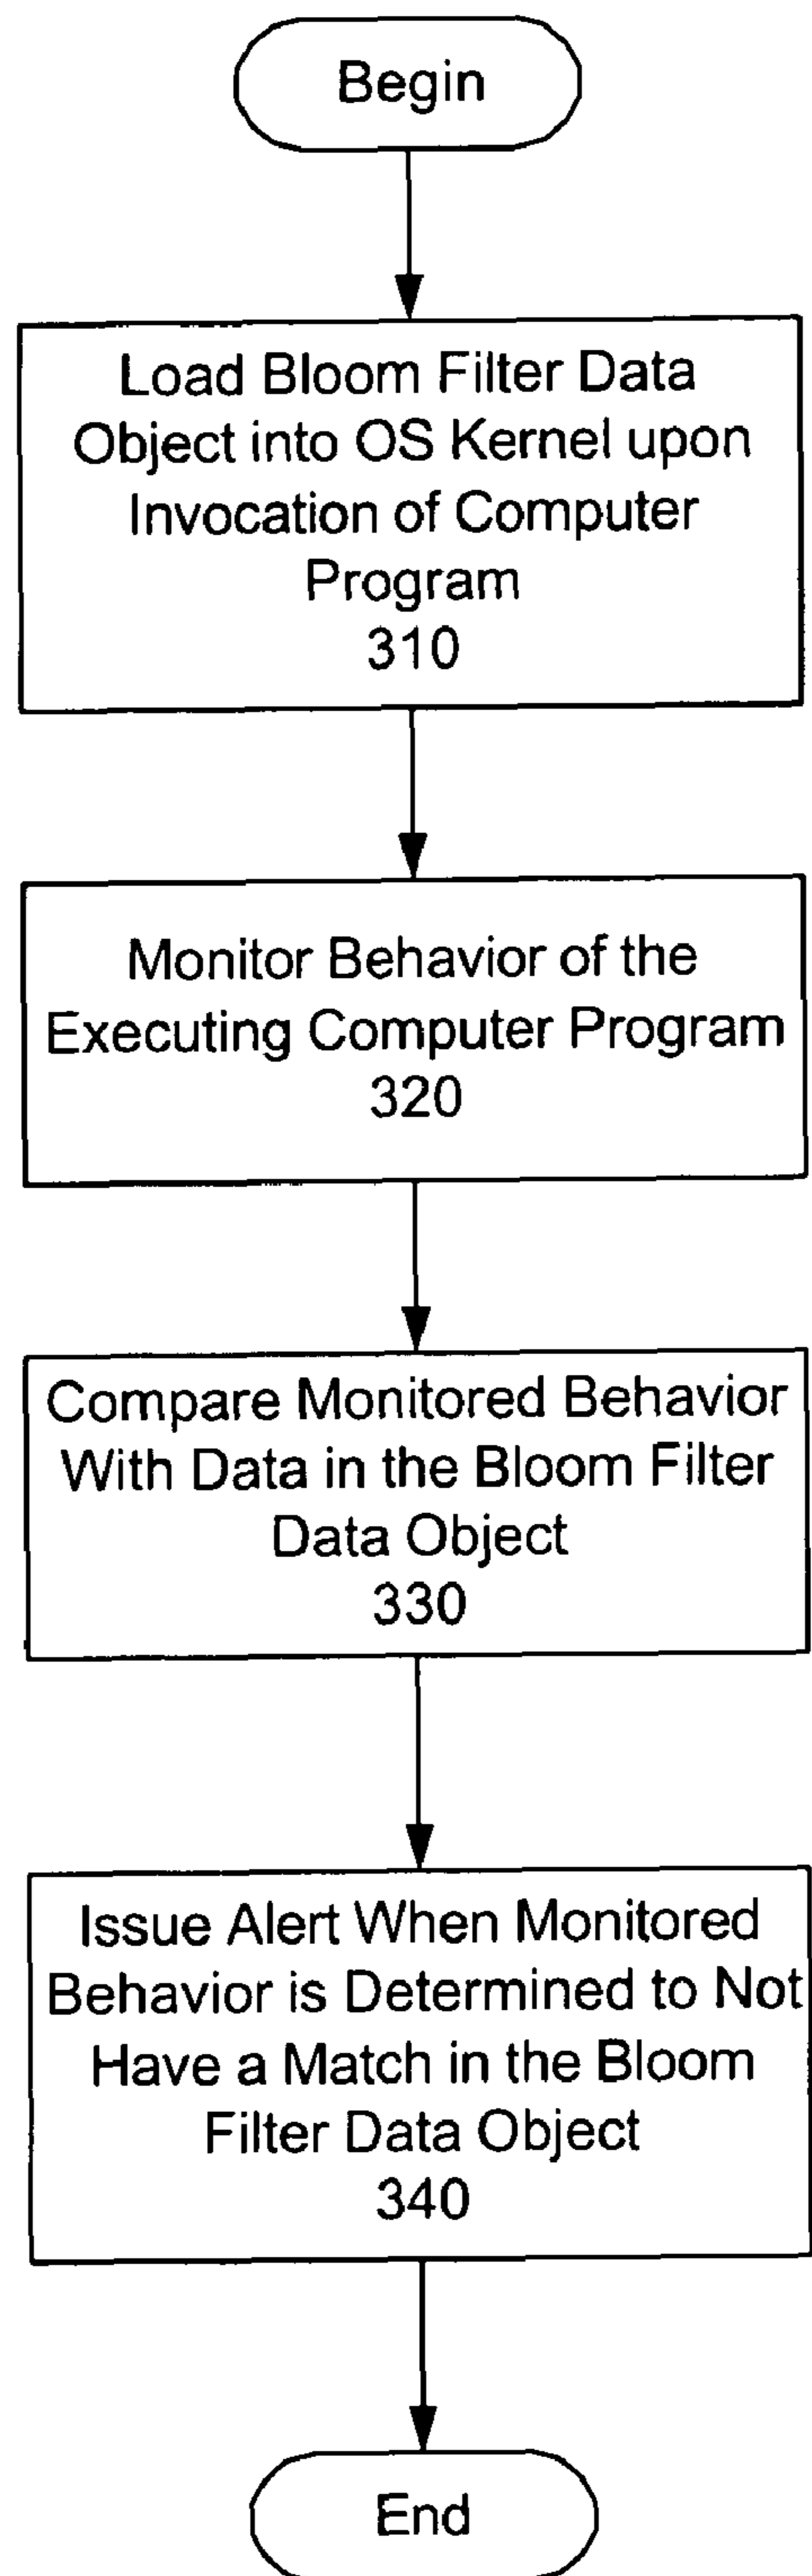 Begin
Load Bloom Filter Data
Object into OS Kernel upon
Invocation of Computer
Program
310
Monitor Behavior of the
Executing Computer Program
320
Compare Monitored Behavior
With Data in the Bloom Filter
Data Object
330
Issue Alert When Monitored
Behavior is Determined to Not
Have a Match in the Bloom
Filter Data Object
340
End